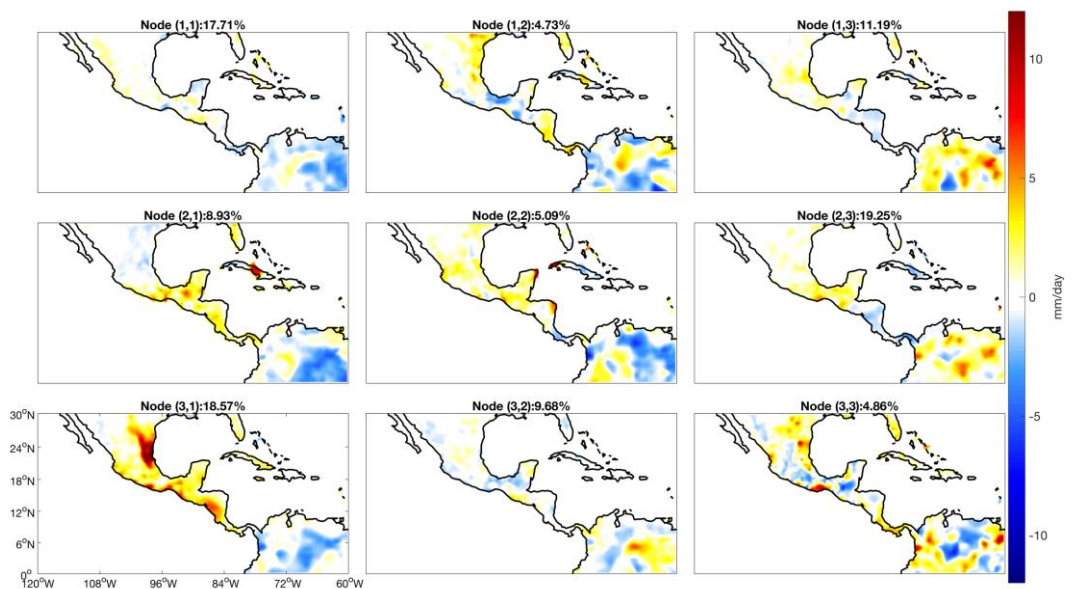 Node (1,1):17.71%
Node (1,2):4.73%
Node (1,3):11.19%
10
5
0
-5
-10
mm/day
Node (2,1):8.93%
Node (2,2):5.09%
Node (2,3):19.25%
Node (3,1):18.57%
Node (3,2):9.68%
Node (3,3):4.86%
30°N
24°N
18°N
12°N
6°N
0°
120°W 108°W 96°W 84°W 72°W 60°W